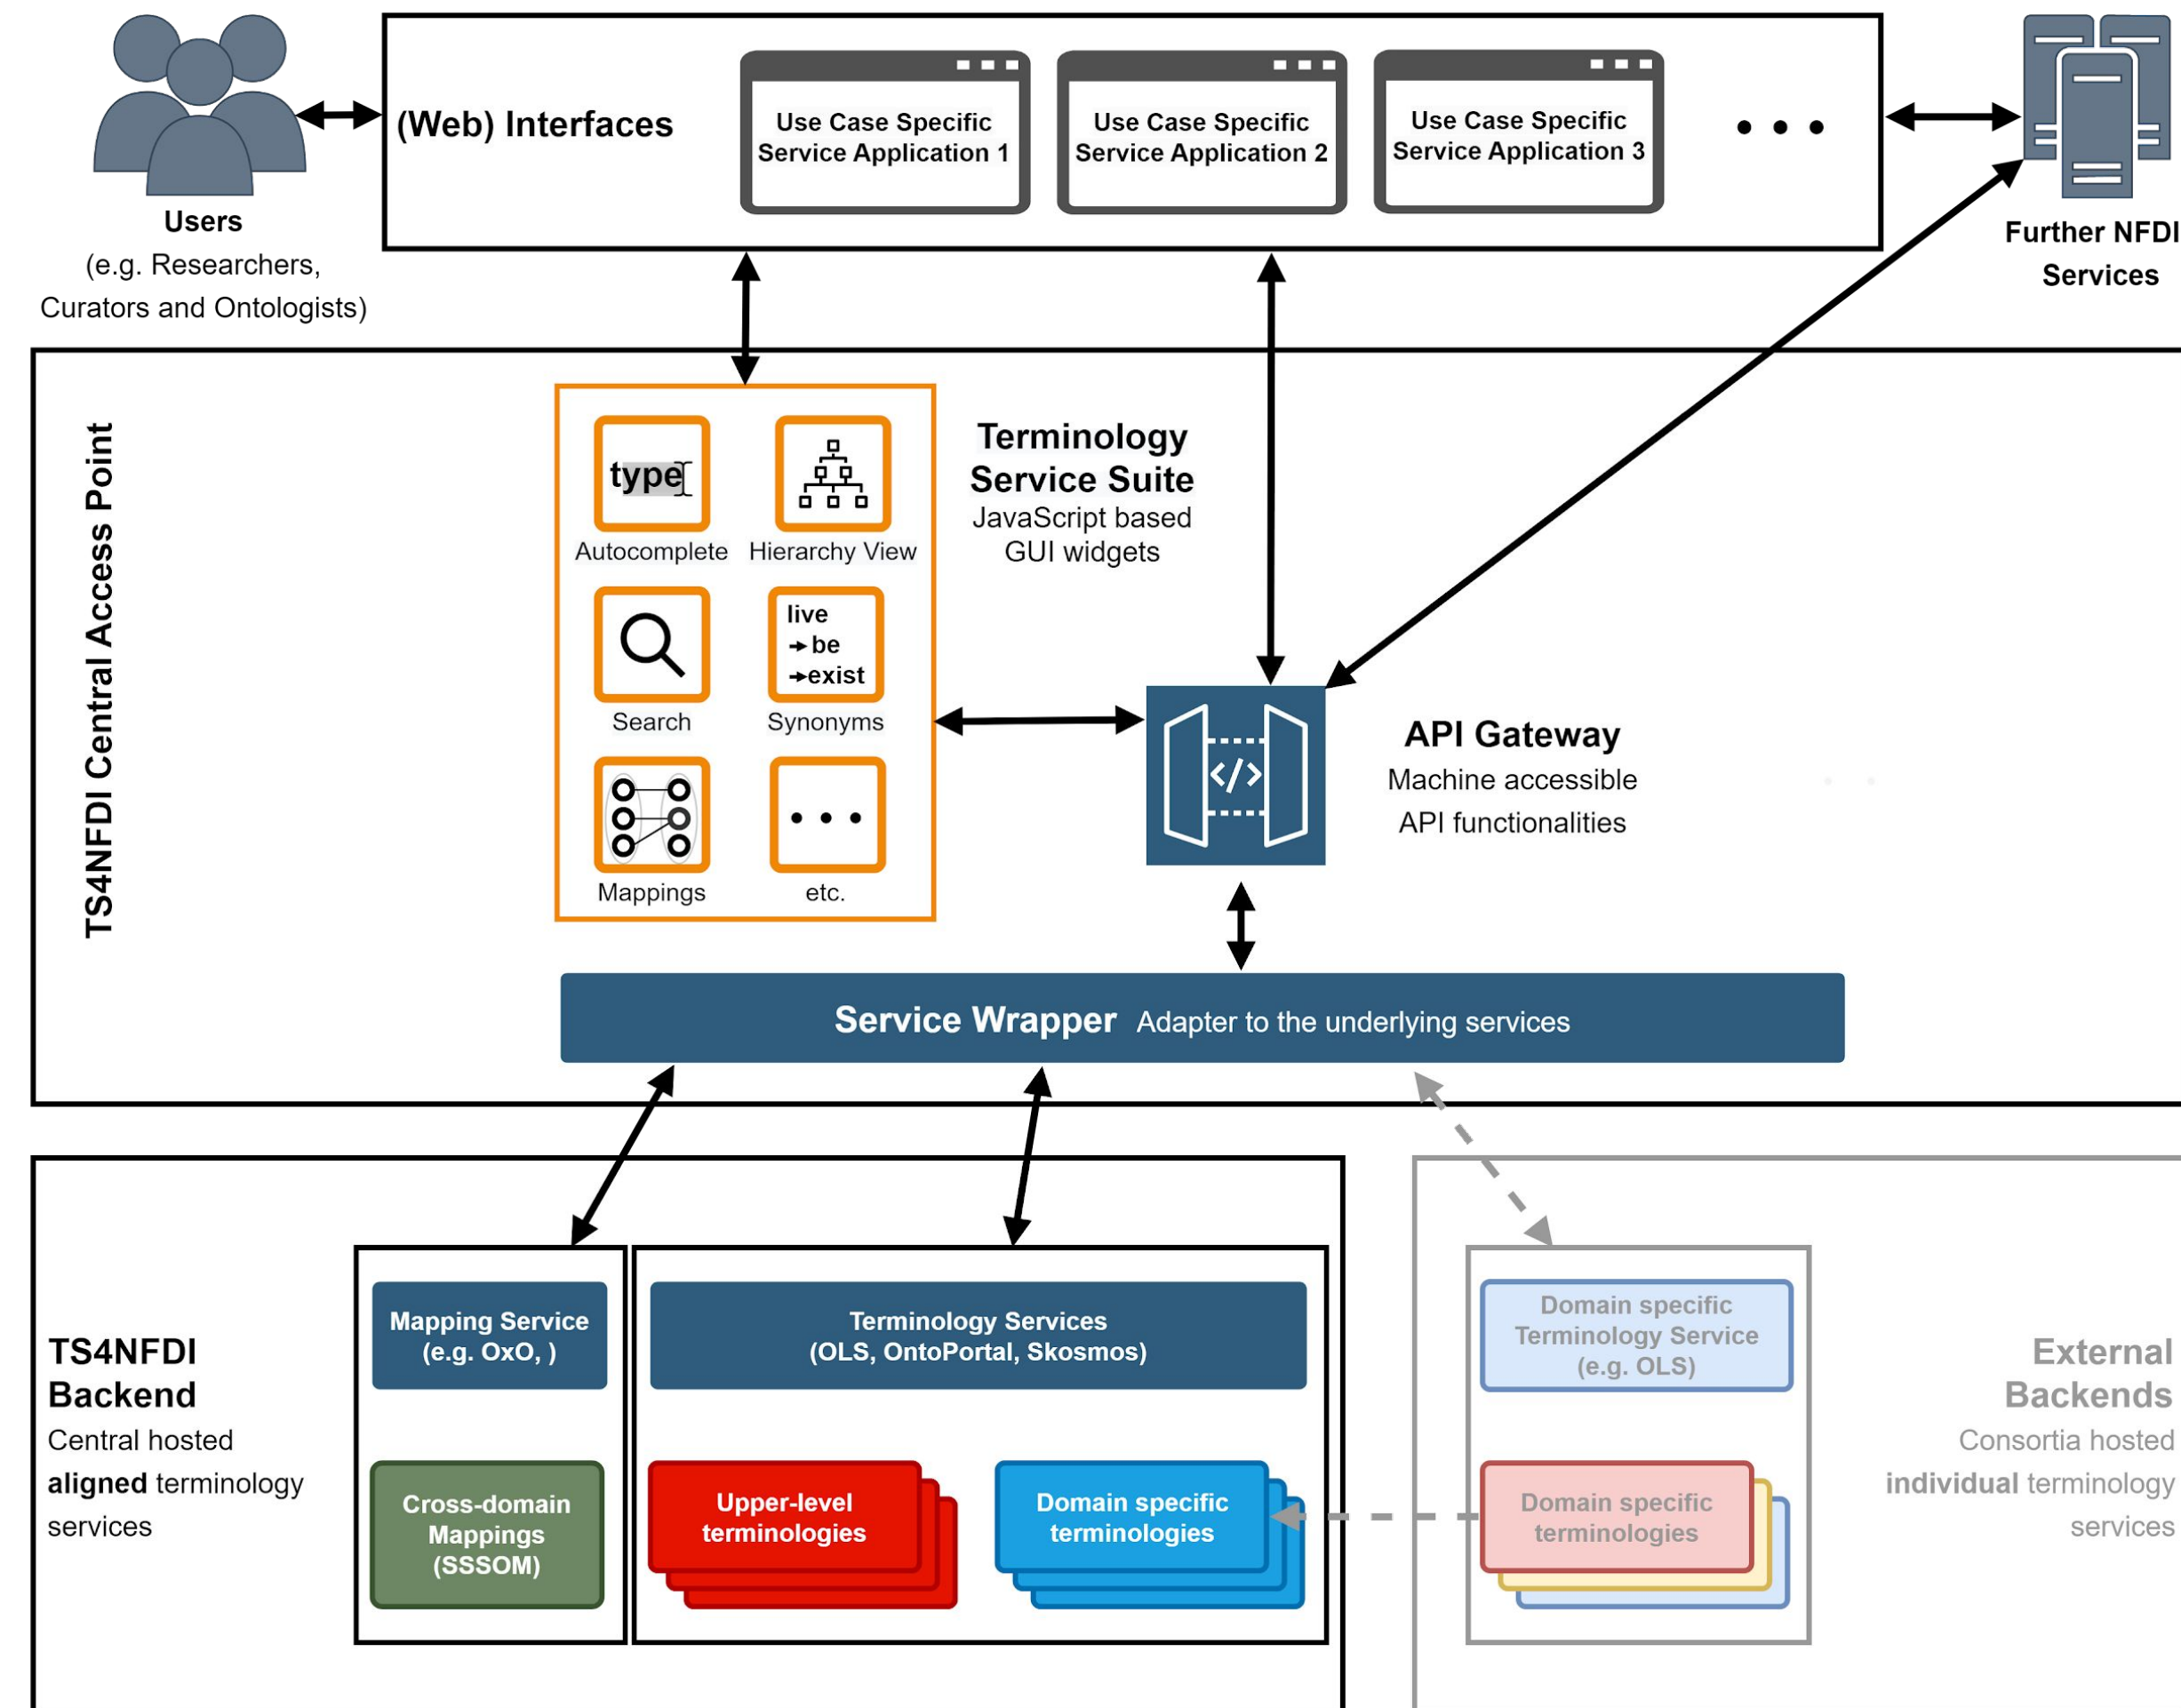 (Web) Interfaces
Use Case Specific
Service Application 1
Use Case Specific
Service Application 2
Use Case Specific
Service Application 3
Users
(e.g. Researchers,
Curators and Ontologists)
Further NFDI
Services
TS4NFDI Central Access Point
type
Autocomplete
Hierarchy View
Search
live
be
exist
Synonyms
Mappings
etc.
Terminology
Service Suite
JavaScript based
GUI widgets
</>
API Gateway
Machine accessible
API functionalities
Service Wrapper Adapter to the underlying services
TS4NFDI
Backend
Central hosted
aligned terminology
services
Mapping Service
(e.g. OxO, )
Cross-domain
Mappings
(SSSOM)
Terminology Services
(OLS, OntoPortal, Skosmos)
Upper-level
terminologies
Domain specific
terminologies
Domain specific
Terminology Service
(e.g. OLS)
Domain specific
terminologies
External
Backends
Consortia hosted
individual terminology
services